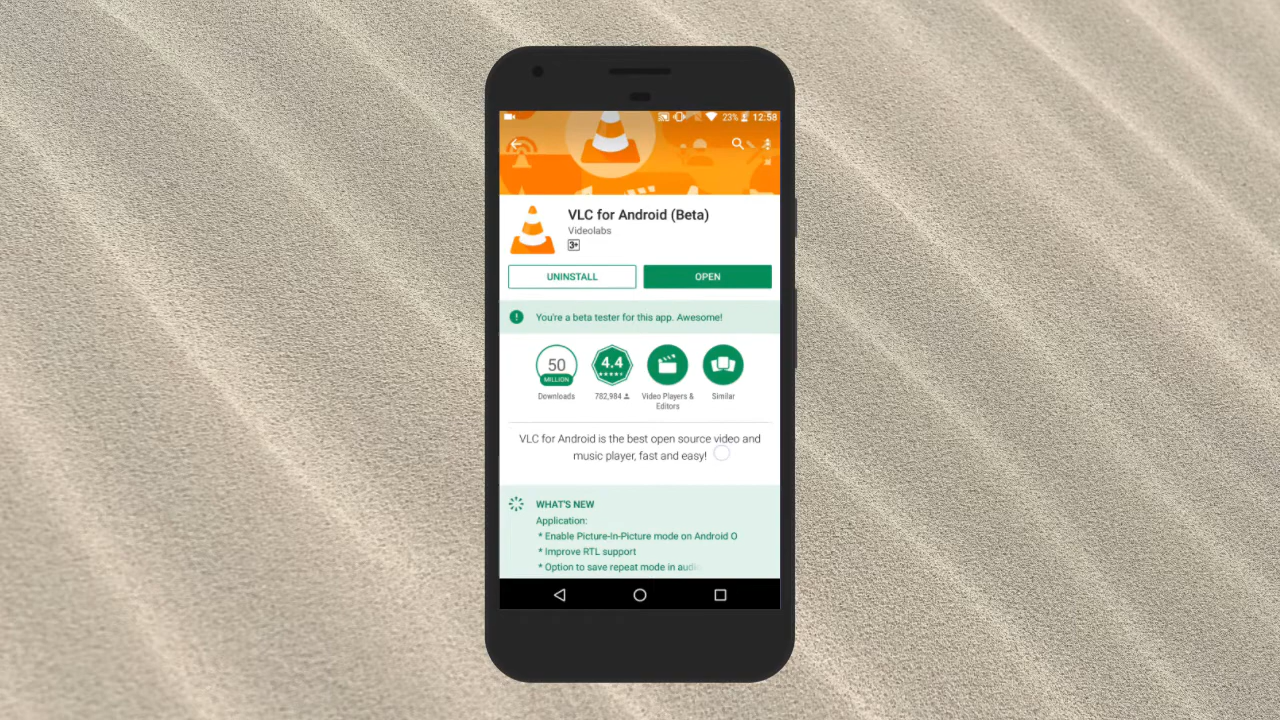 23% 12:58
VLC for Android (Beta)
Videolabs
3+
UNINSTALL
OPEN
You're a beta tester for this app. Awesome!
50
MILLION
4.4
Downloads
782,984
Video Players &
Editors
Similar
VLC for Android is the best open source video and
music player, fast and easy!
WHAT'S NEW
Application:
* Enable Picture-In-Picture mode on Android O
* Improve RTL support
* Option to save repeat mode in audi